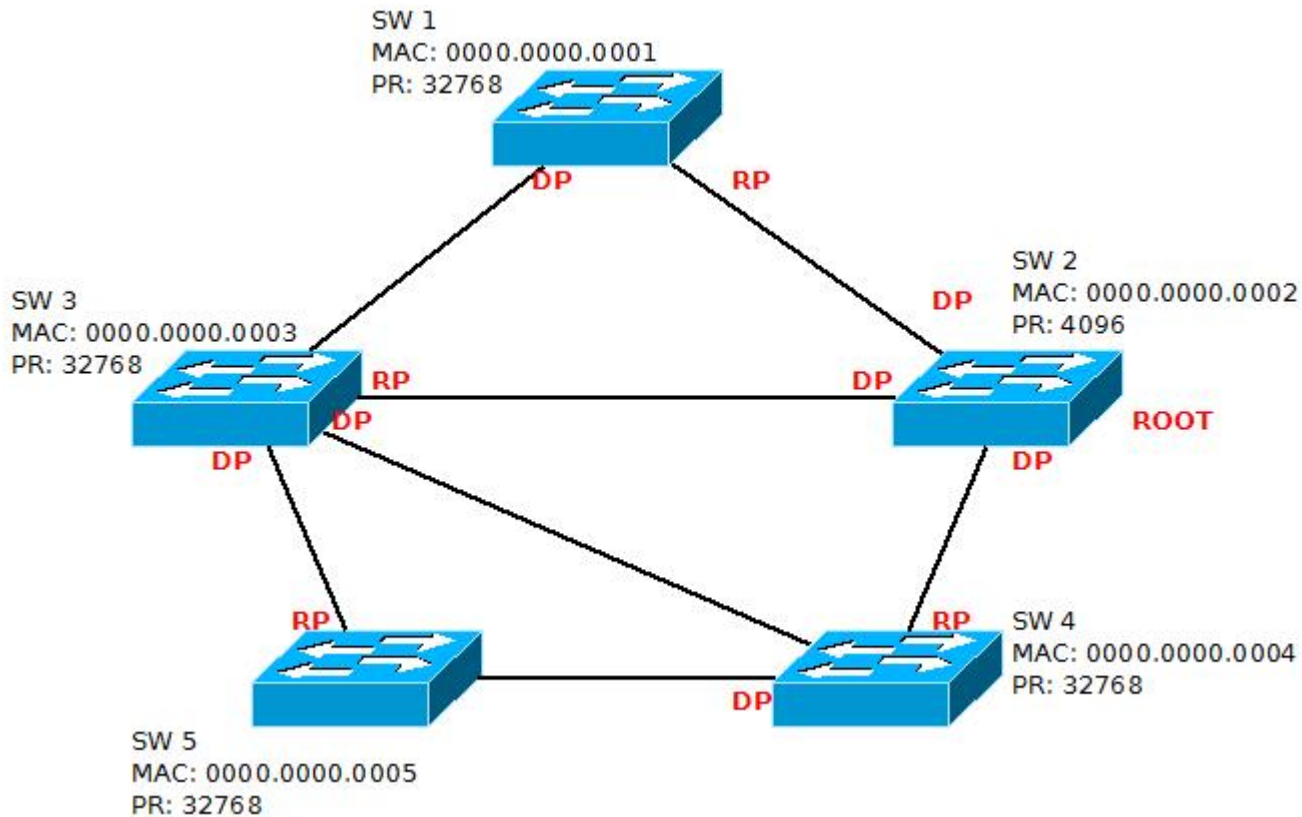 SW 1
MAC: 0000.0000.0001
PR: 32768
DP
RP
SW 2
MAC: 0000.0000.0002
PR: 4096
DP
SW 3
MAC: 0000.0000.0003
PR: 32768
RP
DP
DP
ROOT
DP
DP
DP
RP
RP
SW 4
MAC: 0000.0000.0004
PR: 32768
DP
SW 5
MAC: 0000.0000.0005
PR: 32768